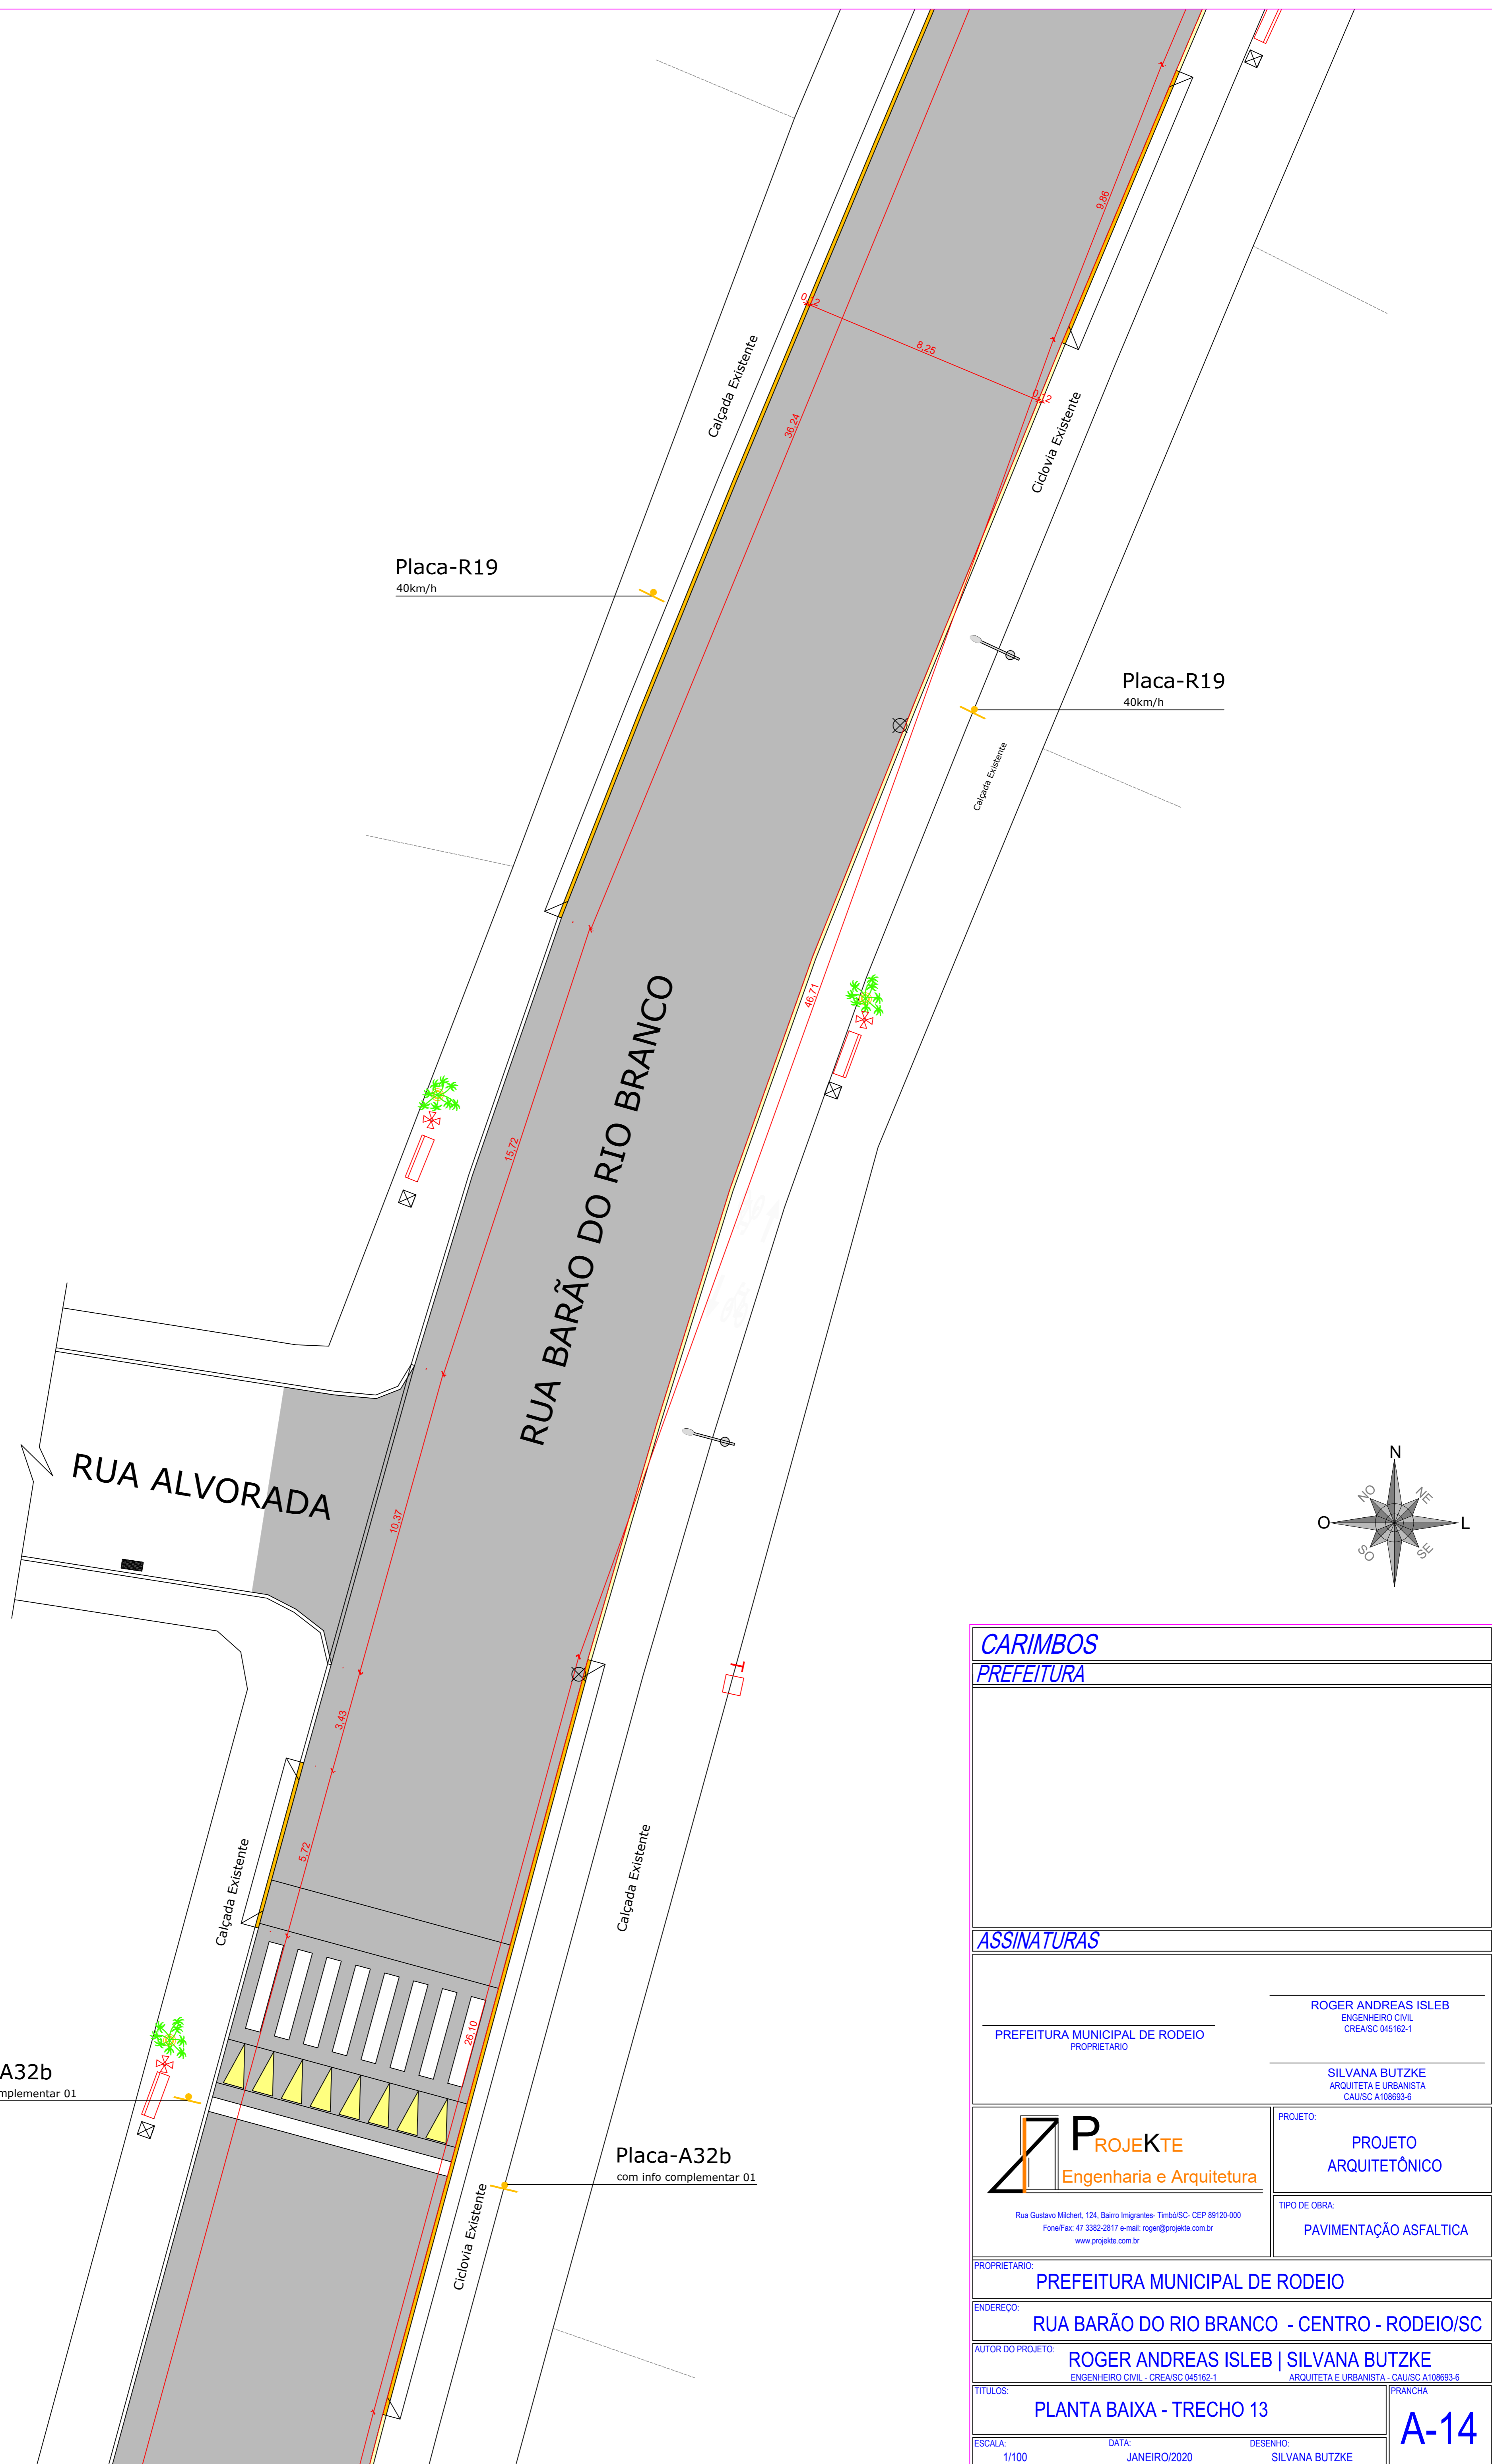 9,86
0,12
8,25
0,12
Calçada Existente
36,24
Ciclovia Existente
Placa-R19
40km/h
Placa-R19
40km/h
Calçada Existente
46,71
15,72
RUA BARÃO DO RIO BRANCO
RUA ALVORADA
10,37
3,43
5,72
Calçada Existente
Calçada Existente
26,10
A32b
mplementar 01
Placa-A32b
com info complementar 01
Ciclovia Existente
N
NO
NE
O
L
SO
SE
T
CARIMBOS
PREFEITURA
ASSINATURAS
ROGER ANDREAS ISLEB
ENGENHEIRO CIVIL
CREA/SC 045162-1
PREFEITURA MUNICIPAL DE RODEIO
PROPRIETARIO
SILVANA BUTZKE
ARQUITETA E URBANISTA
CAU/SC A108693-6
PROJEKTE
Engenharia e Arquitetura
Rua Gustavo Milchert, 124, Bairro Imigrantes- Timbó/SC- CEP 89120-000
Fone/Fax: 47 3382-2817 e-mail: roger@projekte.com.br
www.projekte.com.br
PROJETO:
PROJETO
ARQUITETÔNICO
TIPO DE OBRA:
PAVIMENTAÇÃO ASFALTICA
PROPRIETARIO:
PREFEITURA MUNICIPAL DE RODEIO
ENDEREÇO:
RUA BARÃO DO RIO BRANCO - CENTRO - RODEIO/SC
AUTOR DO PROJETO:
ROGER ANDREAS ISLEB | SILVANA BUTZKE
ENGENHEIRO CIVIL - CREA/SC 045162-1 ARQUITETA E URBANISTA - CAU/SC A108693-6
TITULOS:
PLANTA BAIXA - TRECHO 13
PRANCHA
A-14
ESCALA:
1/100
DATA:
JANEIRO/2020
DESENHO:
SILVANA BUTZKE